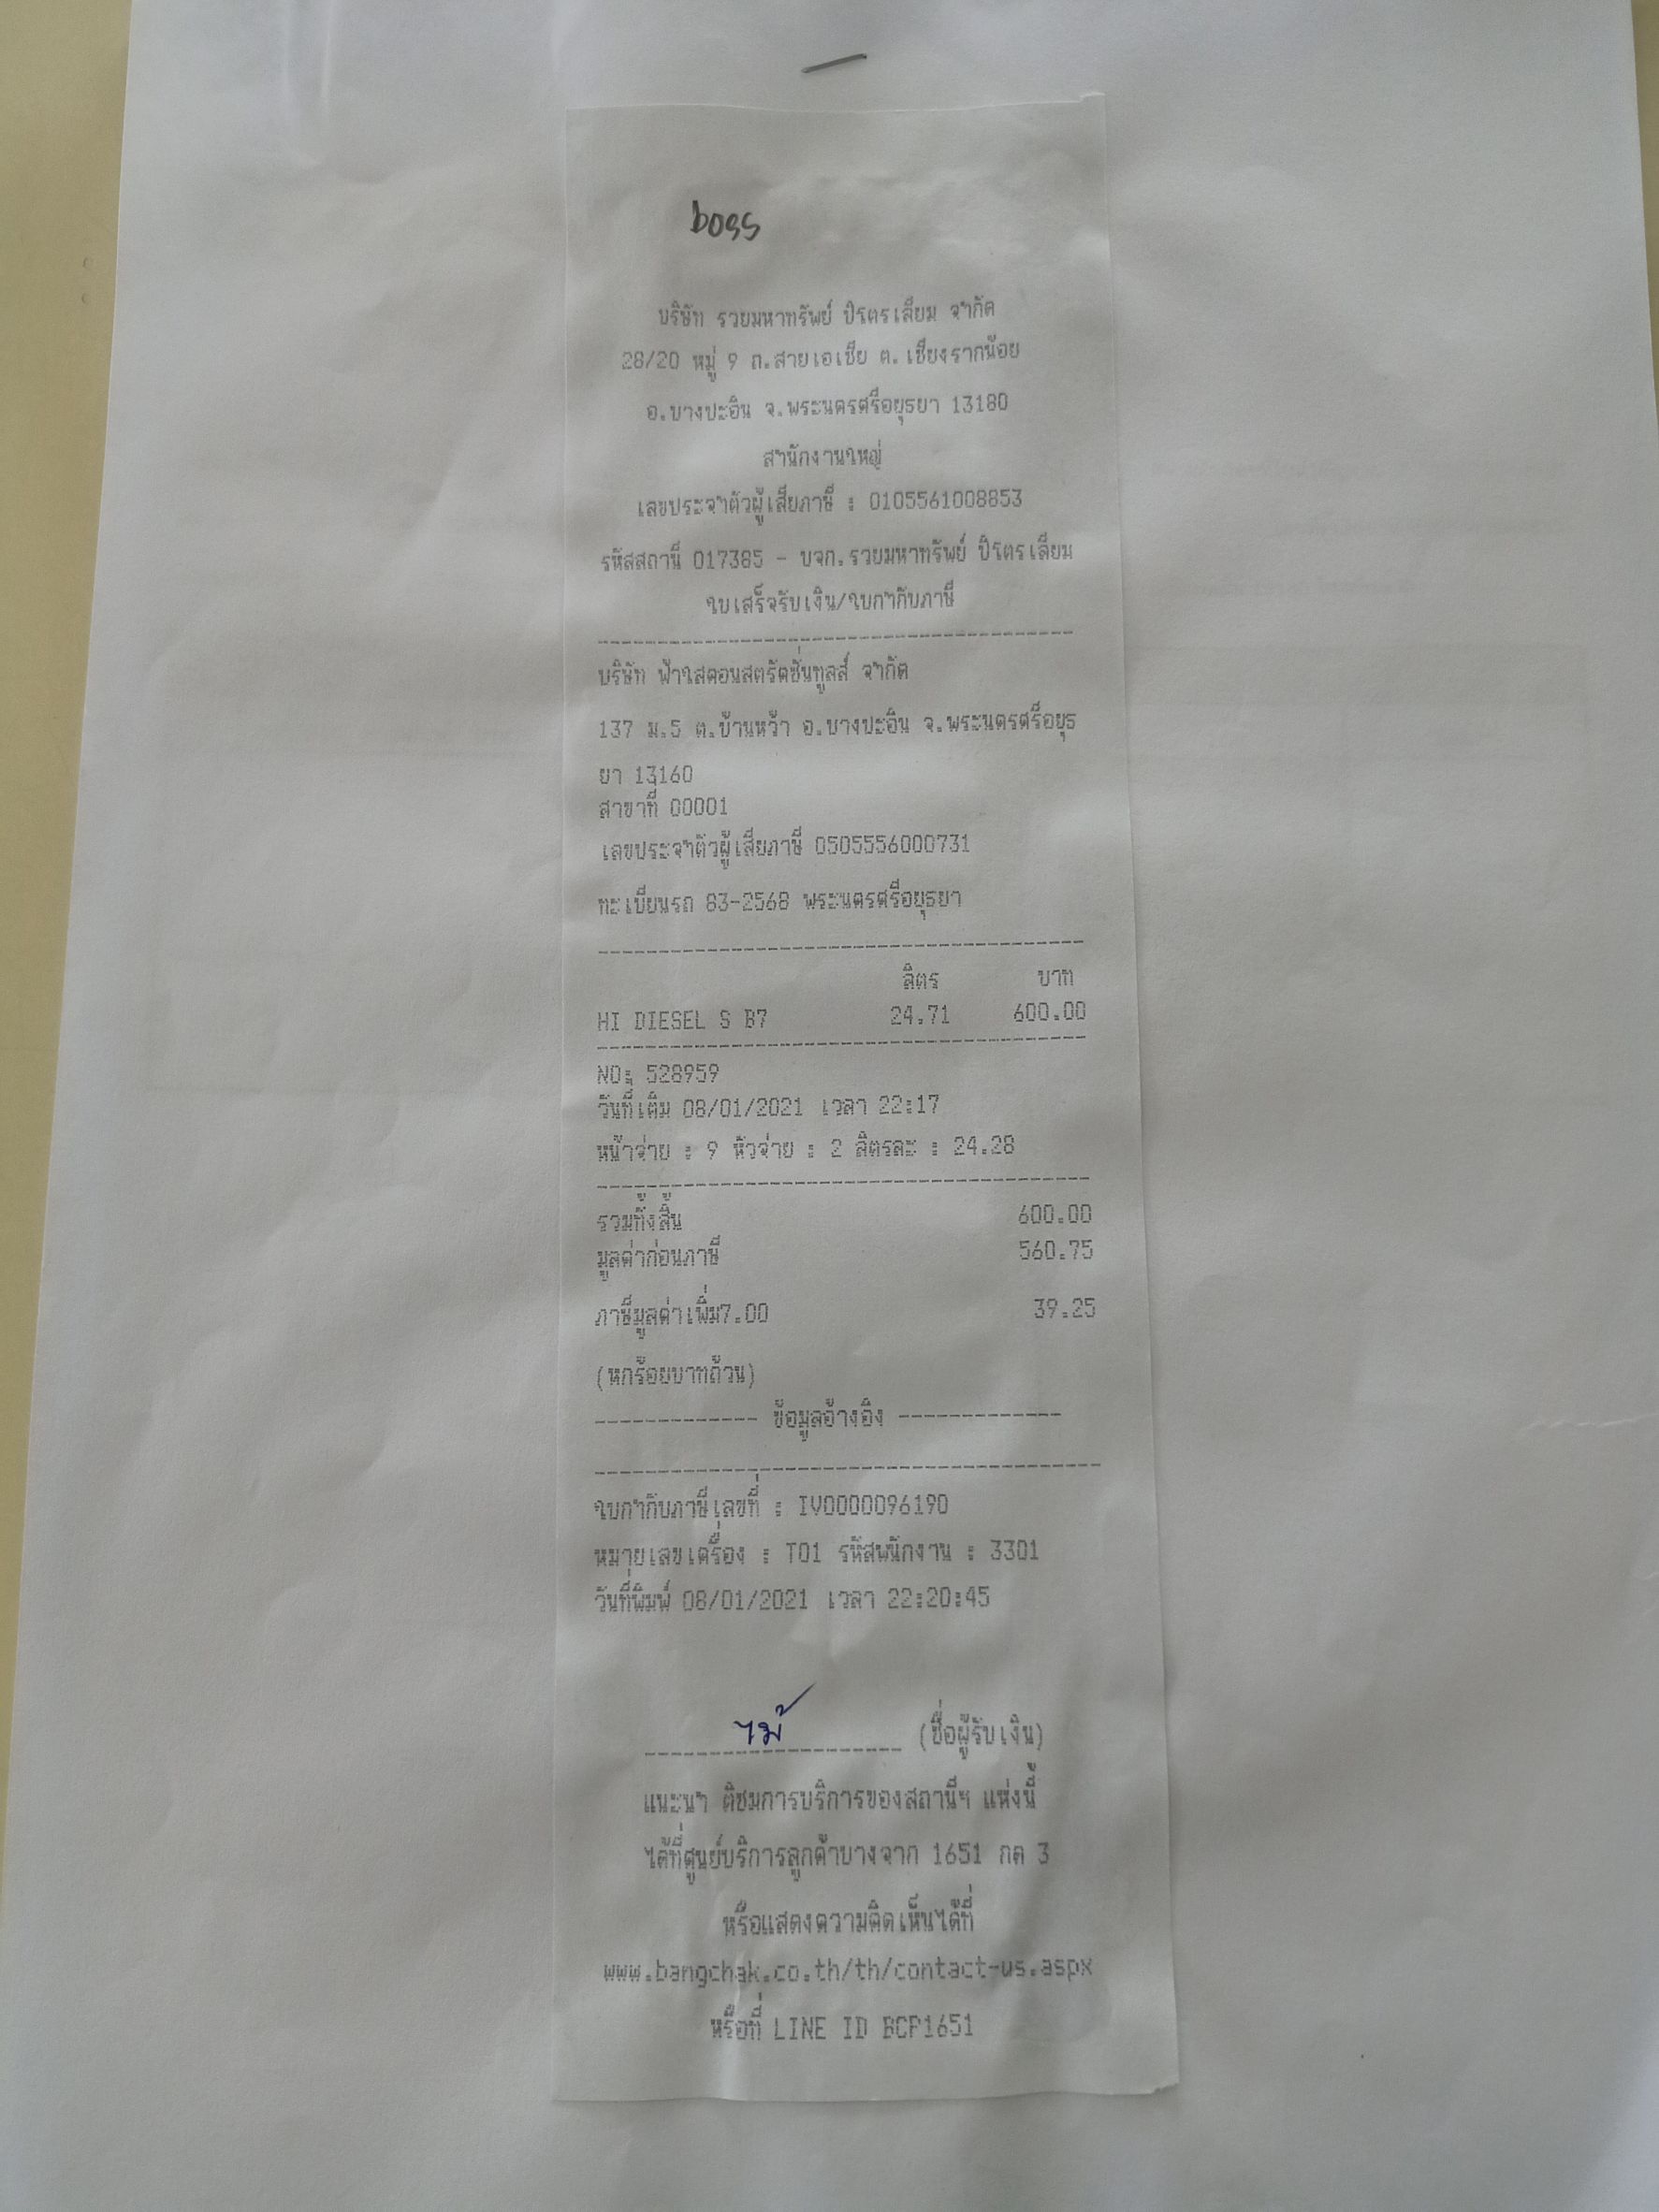 boss
บริษัท รวยมหาทรัพย์ ปิโตรเลียม จำกัด
28/20 หมู่ 9 ถ.สายเอเซีย ต.เชียงรากน้อย
อ.บางปะอิน จ.พระนครศรีอยุธยา 13180
สำนักงานใหญ่
เลขประจำตัวผู้เสียภาษี : 0105561008853
รหัสสถานี 017385 - บจก.รวยมหาทรัพย์ ปิโตรเลียม
ใบเสร็จรับเงิน/ใบกำกับภาษี
บริษัท ฟ้าใสคอนสตรัคชั่นทูลส์ จำกัด
137 ม.5 ต.บ้านหว้า อ.บางปะอิน จ.พระนครศรีอยุธ
ยา 13160
สาขาที่ 00001
เลขประจำตัวผู้เสียภาษี 0505556000731
ทะเบียนรถ 83-2568 พระนครศรีอยุธยา
ลิตร บาท
HI DIESEL S B7 24.71 600.00
NO: 528959
วันที่เติม 08/01/2021 เวลา 22:17
หน้าจ่าย : 9 หัวจ่าย : 2 ลิตรละ : 24.28
รวมทั้งสิ้น 600.00
มูลค่าก่อนภาษี 560.75
ภาษีมูลค่าเพิ่ม7.00 39.25
(หกร้อยบาทถ้วน)
------------- ข้อมูลอ้างอิง -------------
ใบกำกับภาษีเลขที่ : IV0000096190
หมายเลขเครื่อง : T01 รหัสพนักงาน : 3301
วันที่พิมพ์ 08/01/2021 เวลา 22:20:45
ไม้ (ชื่อผู้รับเงิน)
แนะนำ ติชมการบริการของสถานีฯ แห่งนี้
ได้ที่ศูนย์บริการลูกค้าบางจาก 1651 กด 3
หรือแสดงความคิดเห็นได้ที่
www.bangchak.co.th/th/contact-us.aspx
หรือที่ LINE ID BCP1651